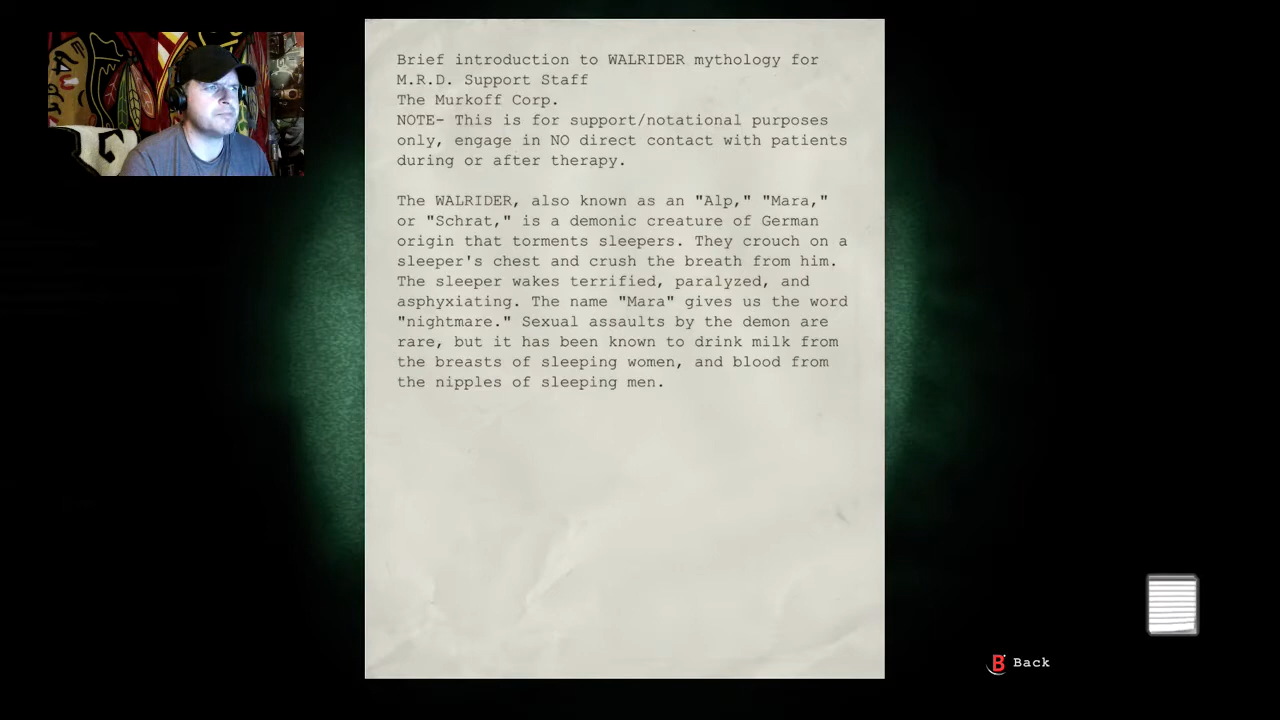 Brief introduction to WALRIDER mythology for
M.R.D. Support Staff
The Murkoff Corp.
NOTE- This is for support/notational purposes
only, engage in NO direct contact with patients
during or after therapy.
The WALRIDER, also known as an "Alp," "Mara,"
or "Schrat," is a demonic creature of German
origin that torments sleepers. They crouch on a
sleeper's chest and crush the breath from him.
The sleeper wakes terrified, paralyzed, and
asphyxiating. The name "Mara" gives us the word
"nightmare." Sexual assaults by the demon are
rare, but it has been known to drink milk from
the breasts of sleeping women, and blood from
the nipples of sleeping men.
B Back